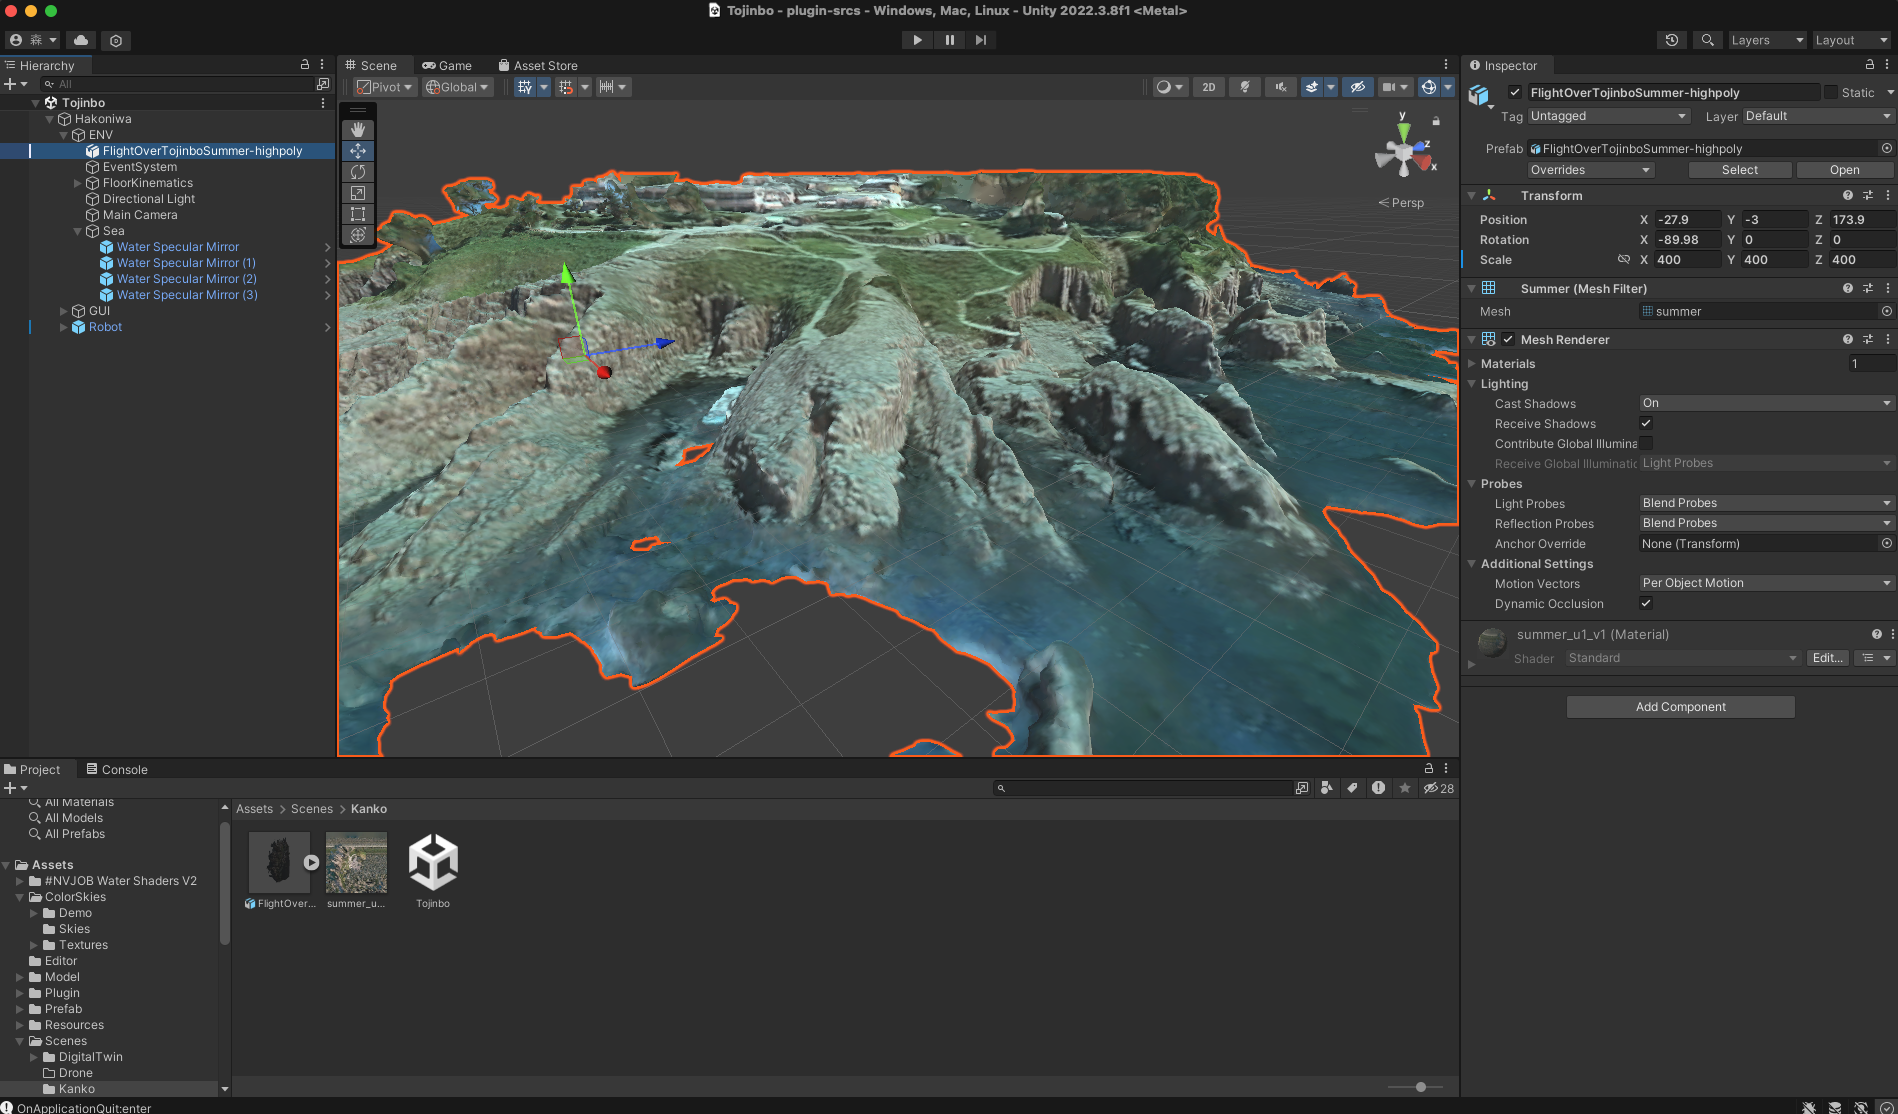 Tojinbo - plugin-srcs - Windows, Mac, Linux - Unity 2022.3.8f1 <Metal>
森
Layers
Layout
Hierarchy
All
Tojinbo
Hakoniwa
ENV
FlightOverTojinboSummer-highpoly
EventSystem
FloorKinematics
Directional Light
Main Camera
Sea
Water Specular Mirror
Water Specular Mirror (1)
Water Specular Mirror (2)
Water Specular Mirror (3)
GUI
Robot
Scene
Game
Asset Store
Pivot
Global
2D
y
z
x
Persp
Inspector
FlightOverTojinboSummer-highpoly
Static
Tag Untagged
Layer Default
Prefab FlightOverTojinboSummer-highpoly
Overrides
Select
Open
Transform
Position X -27.9 Y -3 Z 173.9
Rotation X -89.98 Y 0 Z 0
Scale X 400 Y 400 Z 400
Summer (Mesh Filter)
Mesh summer
Mesh Renderer
Materials 1
Lighting
Cast Shadows On
Receive Shadows
Contribute Global Illumina
Receive Global Illuminatic Light Probes
Probes
Light Probes Blend Probes
Reflection Probes Blend Probes
Anchor Override None (Transform)
Additional Settings
Motion Vectors Per Object Motion
Dynamic Occlusion
summer_u1_v1 (Material)
Shader Standard Edit...
Add Component
Project
Console
28
All Materials
All Models
All Prefabs
Assets
#NVJOB Water Shaders V2
ColorSkies
Demo
Skies
Textures
Editor
Model
Plugin
Prefab
Resources
Scenes
DigitalTwin
Drone
Kanko
Assets > Scenes > Kanko
FlightOver...
summer_u...
Tojinbo
OnApplicationQuit:enter